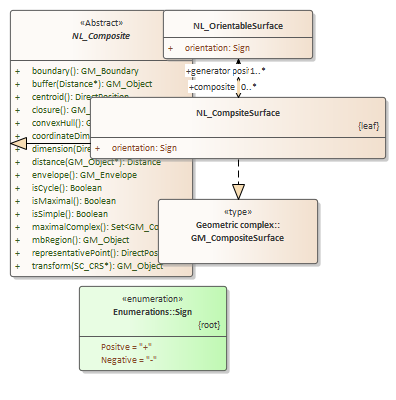 «Abstract»
NL_Composite
+ boundary(): GM_Boundary
+ buffer(Distance*): GM_Object
+ centroid(): DirectPosition
+ closure(): GM_
+ convexHull(): G
+ coordinateDim
+ dimension(Dire
+ distance(GM_Object*): Distance
+ envelope(): GM_Envelope
+ isCycle(): Boolean
+ isMaximal(): Boolean
+ isSimple(): Boolean
+ maximalComplex(): Set<GM_Co
+ mbRegion(): GM_Object
+ representativePoint(): DirectPos
+ transform(SC_CRS*): GM_Object
NL_OrientableSurface
+ orientation: Sign
+generator 1..*
+composite 0..*
NL_CompsiteSurface
{leaf}
+ orientation: Sign
«type»
Geometric complex::
GM_CompositeSurface
«enumeration»
Enumerations::Sign
{root}
Positve = "+"
Negative = "-"